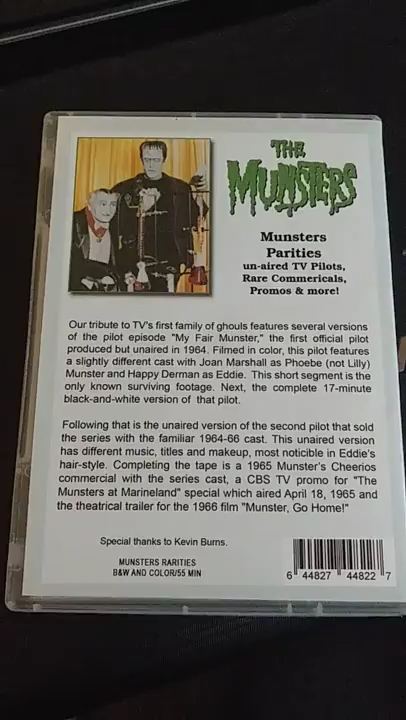 THE
MUNSTERS
Munsters
Parities
un-aired TV Pilots,
Rare Commericals,
Promos & more!
Our tribute to TV's first family of ghouls features several versions
of the pilot episode "My Fair Munster," the first official pilot
produced but unaired in 1964. Filmed in color, this pilot features
a slightly different cast with Joan Marshall as Phoebe (not Lilly)
Munster and Happy Derman as Eddie. This short segment is the
only known surviving footage. Next, the complete 17-minute
black-and-white version of that pilot.
Following that is the unaired version of the second pilot that sold
the series with the familiar 1964-66 cast. This unaired version
has different music, titles and makeup, most noticible in Eddie's
hair-style. Completing the tape is a 1965 Munster's Cheerios
commercial with the series cast, a CBS TV promo for "The
Munsters at Marineland" special which aired April 18, 1965 and
the theatrical trailer for the 1966 film "Munster, Go Home!"
Special thanks to Kevin Burns.
MUNSTERS RARITIES
B&W AND COLOR/55 MIN
6 44827 44822 7